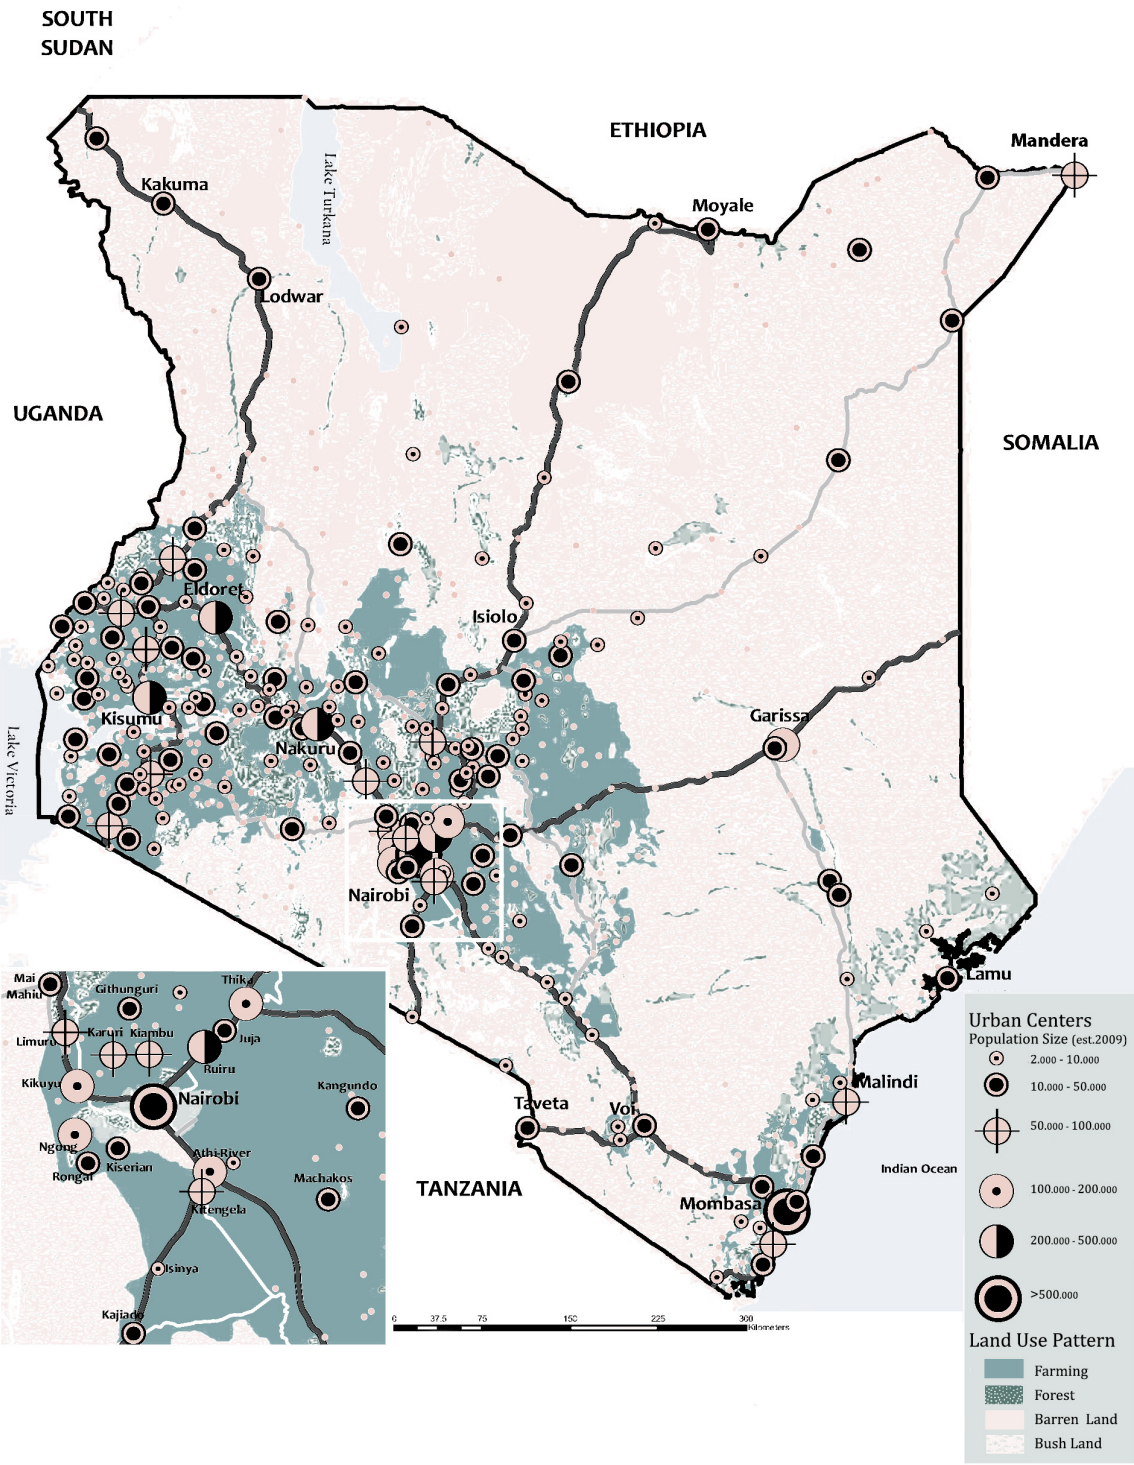 SOUTH
SUDAN
ETHIOPIA
Mandera
Kakuma
Lake Turkana
Moyale
Lodwar
UGANDA
SOMALIA
Eldoret
Isiolo
Kisumu
Garissa
Nakuru
Lake Victoria
Nairobi
Lamu
Mai
Mahiu
Githunguri
Thika
Limuru
Karuri
Kiambu
Juja
Ruiru
Kikuyu
Nairobi
Kangundo
Ngong
Rongai
Kiserian
Athi-River
Machakos
Kitengela
Isinya
Kajiado
Malindi
Taveta
Voi
Indian Ocean
TANZANIA
Mombasa
0 37.5 75 150 225 300
Kilometers
Urban Centers
Population Size (est.2009)
2.000 - 10.000
10.000 - 50.000
50.000 - 100.000
100.000 - 200.000
200.000 - 500.000
>500.000
Land Use Pattern
Farming
Forest
Barren Land
Bush Land